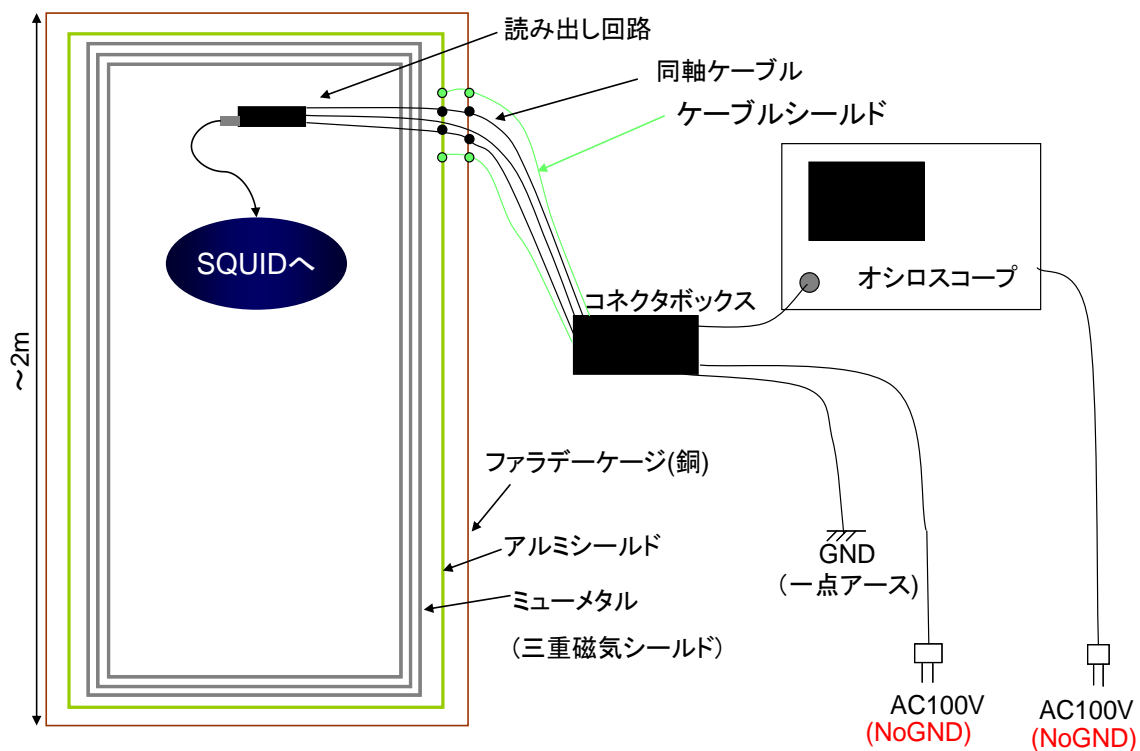 読み出し回路
同軸ケーブル
ケーブルシールド
SQUIDへ
オシロスコープ
コネクタボックス
～2m
ファラデーケージ(銅)
アルミシールド
ミューメタル
（三重磁気シールド）
GND
（一点アース)
AC100V
(NoGND)
AC100V
(NoGND)